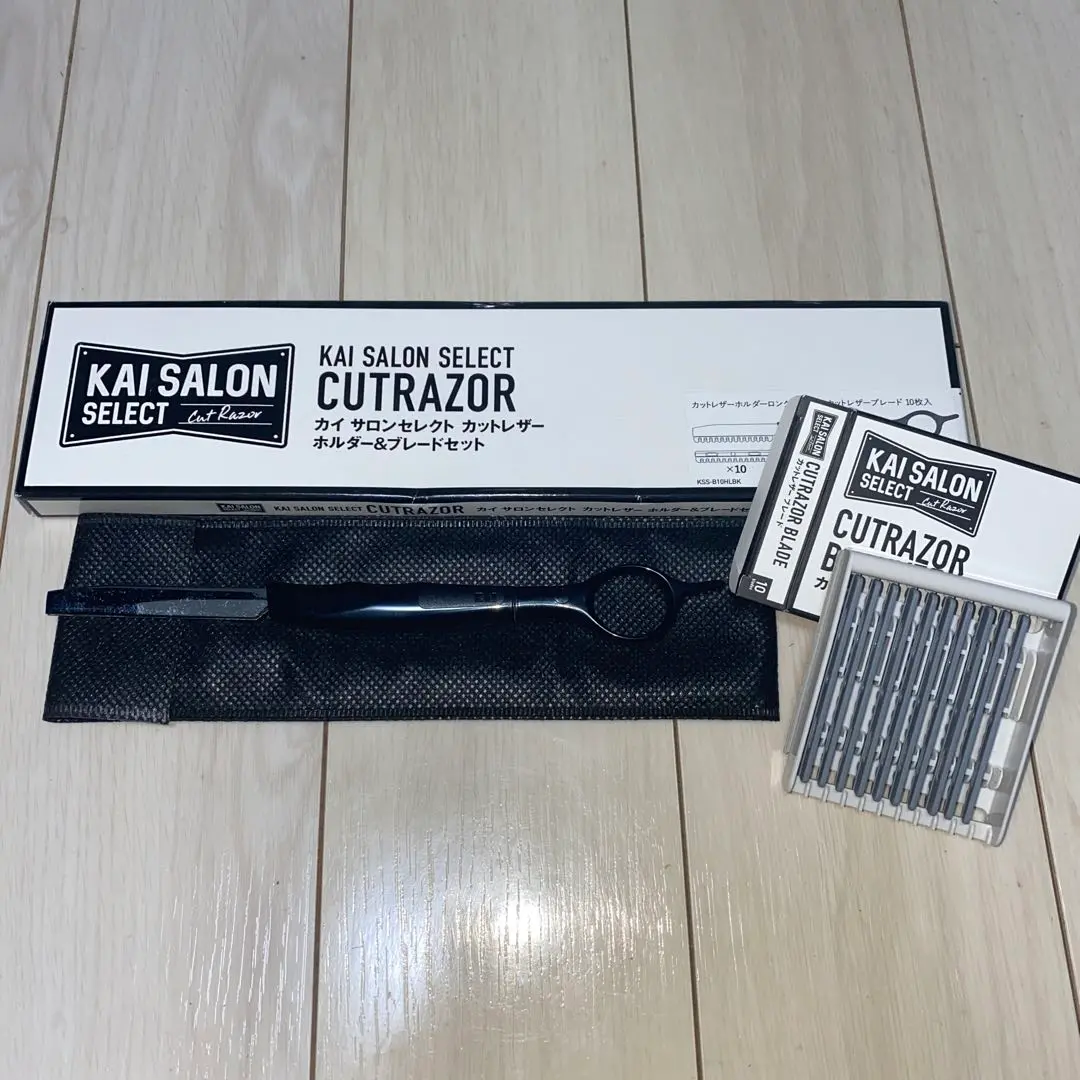 KAI SALON
SELECT Cut Razor
KAI SALON SELECT
CUTRAZOR
カイ サロンセレクト カットレザー
ホルダー&ブレードセット
カットレザーホルダーロング
カットレザーブレード 10枚入
×10
KSS-B10HLBK
KAI SALON SELECT CUTRAZOR カイ サロンセレクト カットレザー ホルダー&ブレードセ
KAI SALON
SELECT
CUTRAZOR BLADE
カットレザーブレード
10
KAI SALON
SELECT Cut Razor
CUTRAZOR
B
カ